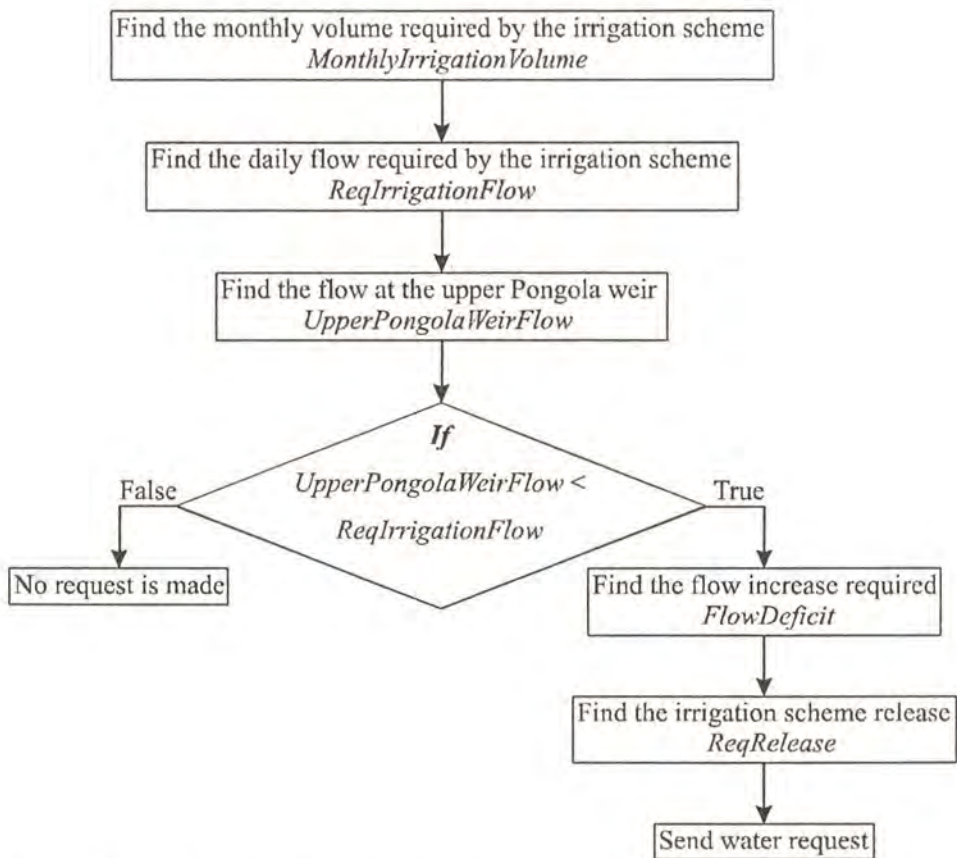 Find the monthly volume required by the irrigation scheme
MonthlyIrrigationVolume
Find the daily flow required by the irrigation scheme
ReqIrrigationFlow
Find the flow at the upper Pongola weir
UpperPongolaWeirFlow
If
UpperPongolaWeirFlow <
ReqIrrigationFlow
False
True
No request is made
Find the flow increase required
FlowDeficit
Find the irrigation scheme release
ReqRelease
Send water request